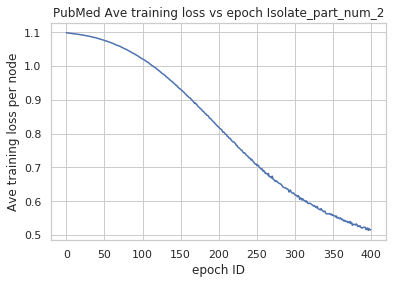 PubMed Ave training loss vs epoch Isolate_part_num_2
Ave training loss per node
1.1
1.0
0.9
0.8
0.7
0.6
0.5
0 50 100 150 200 250 300 350 400
epoch ID